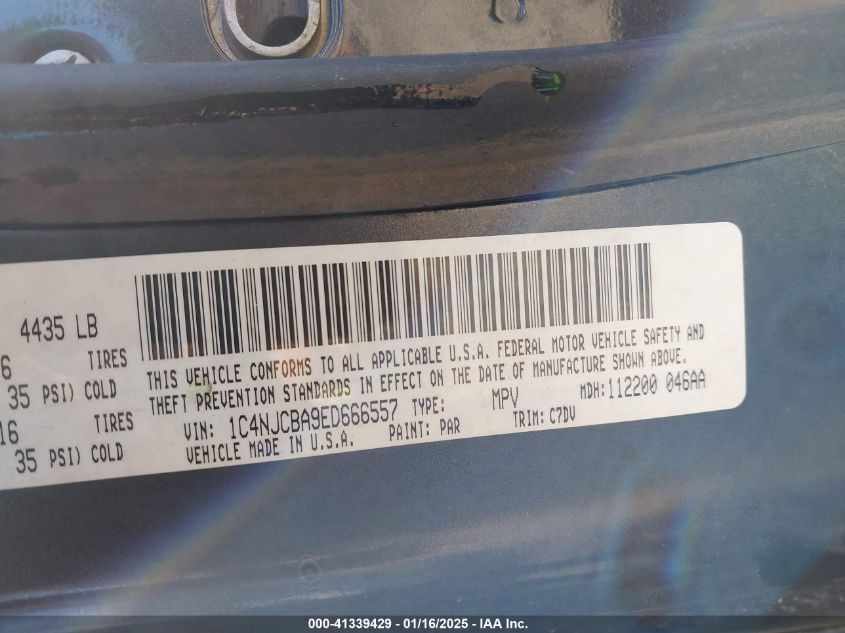 4435 LB
6 TIRES
35 PSI) COLD
16 TIRES
35 PSI) COLD
THIS VEHICLE CONFORMS TO ALL APPLICABLE U.S.A. FEDERAL MOTOR VEHICLE SAFETY AND
THEFT PREVENTION STANDARDS IN EFFECT ON THE DATE OF MANUFACTURE SHOWN ABOVE.
VIN: 1C4NJCBA9ED666557 TYPE: MPV MDH: 112200 046AA
VEHICLE MADE IN U.S.A. PAINT: PAR TRIM: C7DV
000-41339429 - 01/16/2025 - IAA Inc.